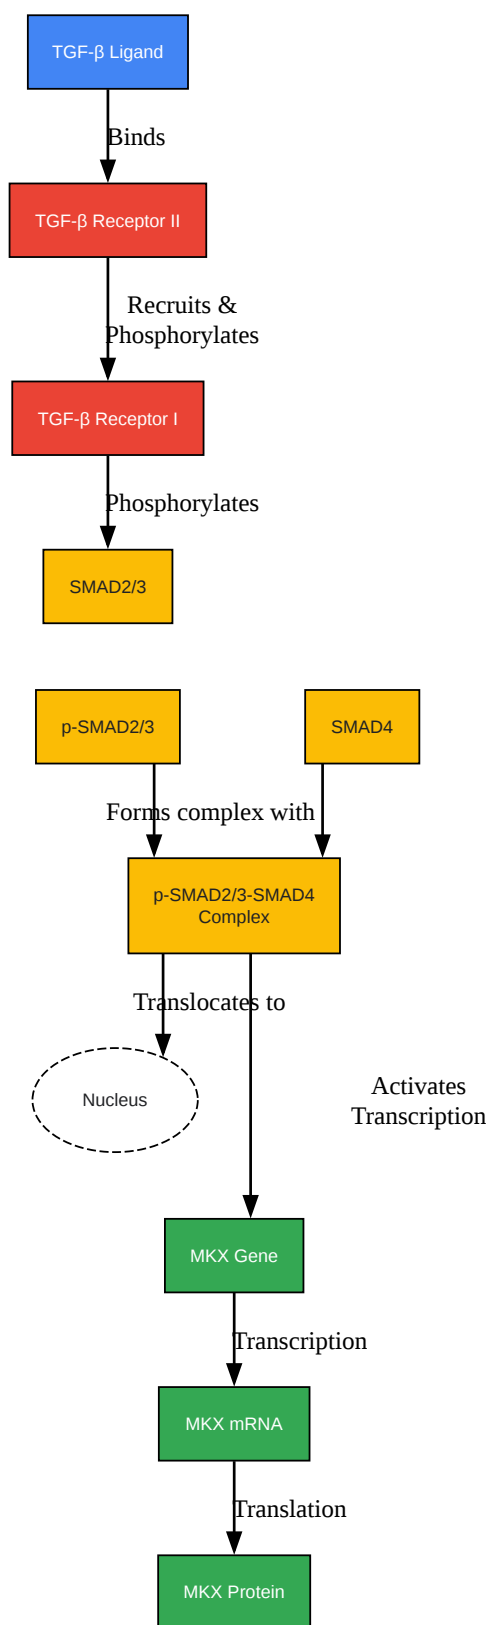 TGF-β Ligand
Binds
TGF-β Receptor II
Recruits &
Phosphorylates
TGF-β Receptor I
Phosphorylates
SMAD2/3
p-SMAD2/3
SMAD4
Forms complex with
p-SMAD2/3-SMAD4
Complex
Translocates to
Nucleus
Activates
Transcription
MKX Gene
Transcription
MKX mRNA
Translation
MKX Protein